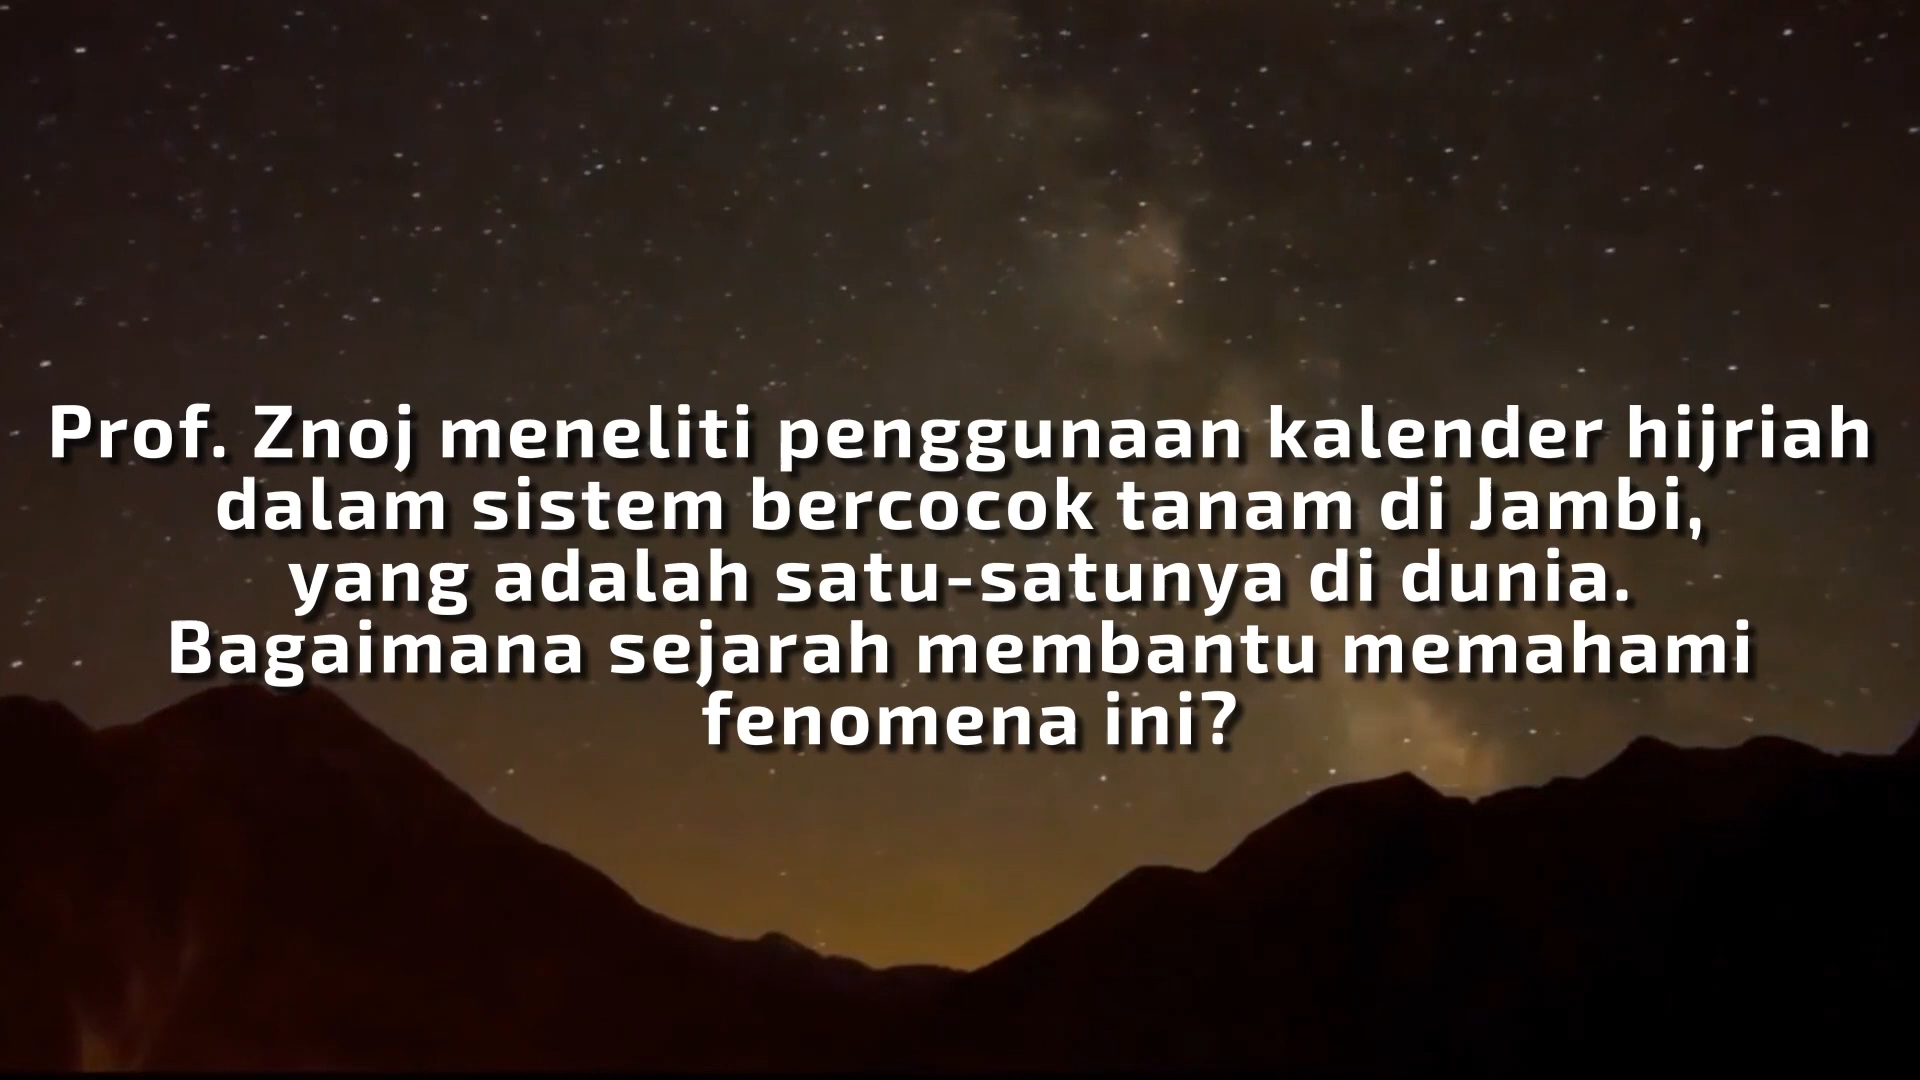 Prof. Znoj meneliti penggunaan kalender hijriah
dalam sistem bercocok tanam di Jambi,
yang adalah satu-satunya di dunia.
Bagaimana sejarah membantu memahami
fenomena ini?